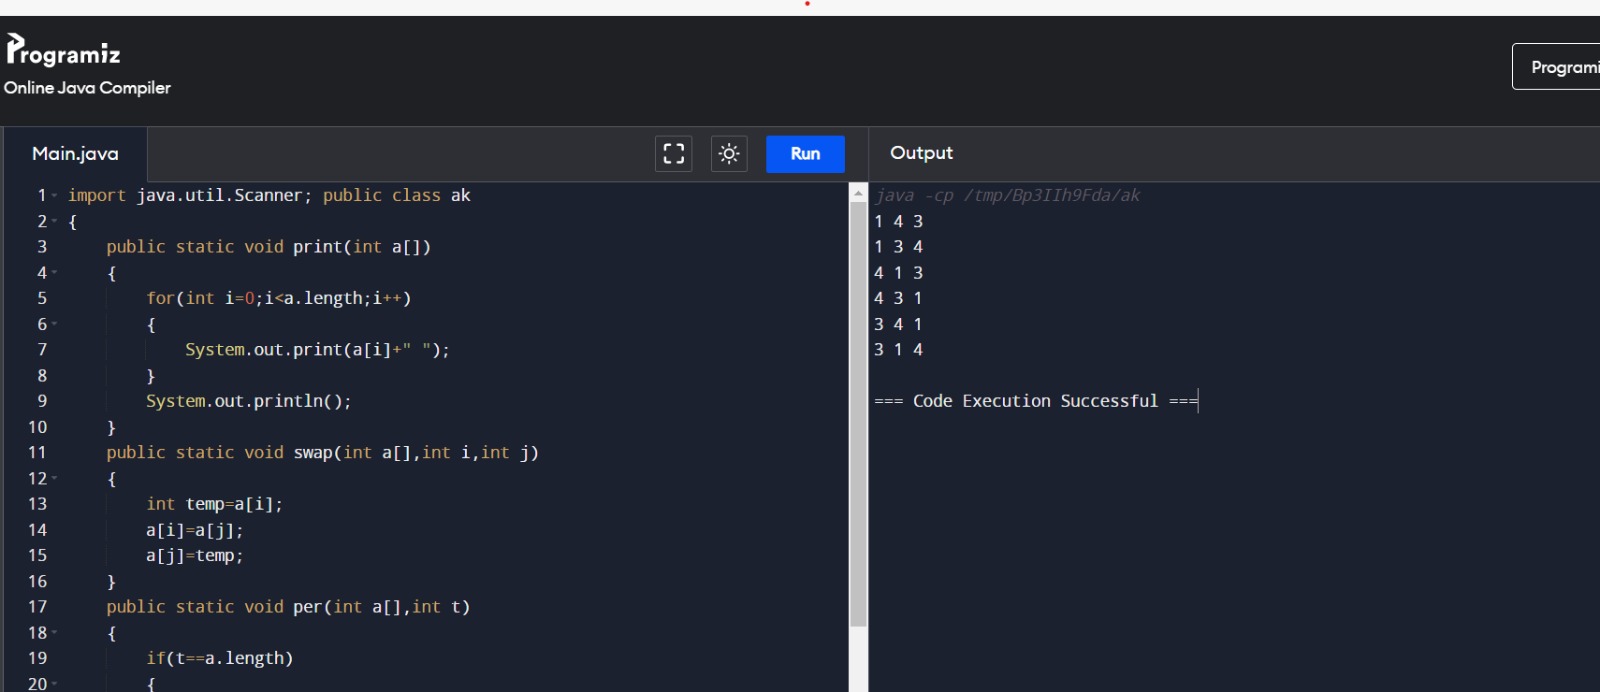 Programiz
Online Java Compiler
Programi
Main.java
Run
Output
1 import java.util.Scanner; public class ak
2 {
3     public static void print(int a[])
4     {
5         for(int i=0;i<a.length;i++)
6         {
7             System.out.print(a[i]+" ");
8         }
9         System.out.println();
10     }
11     public static void swap(int a[],int i,int j)
12     {
13         int temp=a[i];
14         a[i]=a[j];
15         a[j]=temp;
16     }
17     public static void per(int a[],int t)
18     {
19         if(t==a.length)
20         {
java -cp /tmp/Bp3IIh9Fda/ak
1 4 3
1 3 4
4 1 3
4 3 1
3 4 1
3 1 4
=== Code Execution Successful ===